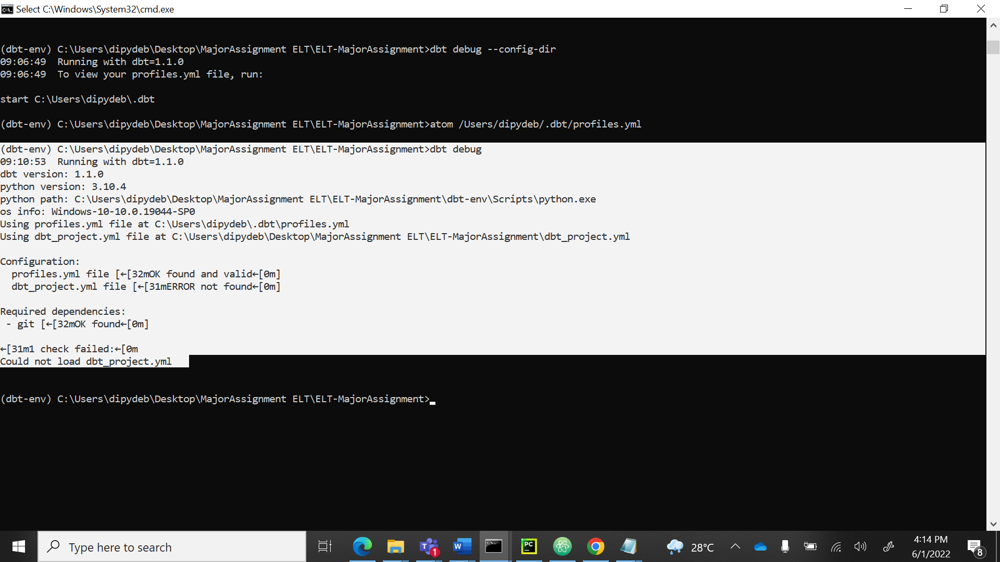 Select C:\Windows\System32\cmd.exe
(dbt-env) C:\Users\dipydeb\Desktop\MajorAssignment ELT\ELT-MajorAssignment>dbt debug --config-dir
09:06:49  Running with dbt=1.1.0
09:06:49  To view your profiles.yml file, run:
start C:\Users\dipydeb\.dbt
(dbt-env) C:\Users\dipydeb\Desktop\MajorAssignment ELT\ELT-MajorAssignment>atom /Users/dipydeb/.dbt/profiles.yml
(dbt-env) C:\Users\dipydeb\Desktop\MajorAssignment ELT\ELT-MajorAssignment>dbt debug
09:10:53  Running with dbt=1.1.0
dbt version: 1.1.0
python version: 3.10.4
python path: C:\Users\dipydeb\Desktop\MajorAssignment ELT\ELT-MajorAssignment\dbt-env\Scripts\python.exe
os info: Windows-10-10.0.19044-SP0
Using profiles.yml file at C:\Users\dipydeb\.dbt\profiles.yml
Using dbt_project.yml file at C:\Users\dipydeb\Desktop\MajorAssignment ELT\ELT-MajorAssignment\dbt_project.yml
Configuration:
  profiles.yml file [←[32mOK found and valid←[0m]
  dbt_project.yml file [←[31mERROR not found←[0m]
Required dependencies:
 - git [←[32mOK found←[0m]
←[31m1 check failed:←[0m
Could not load dbt_project.yml
(dbt-env) C:\Users\dipydeb\Desktop\MajorAssignment ELT\ELT-MajorAssignment>
Type here to search
1
28°C
4:14 PM
6/1/2022
8